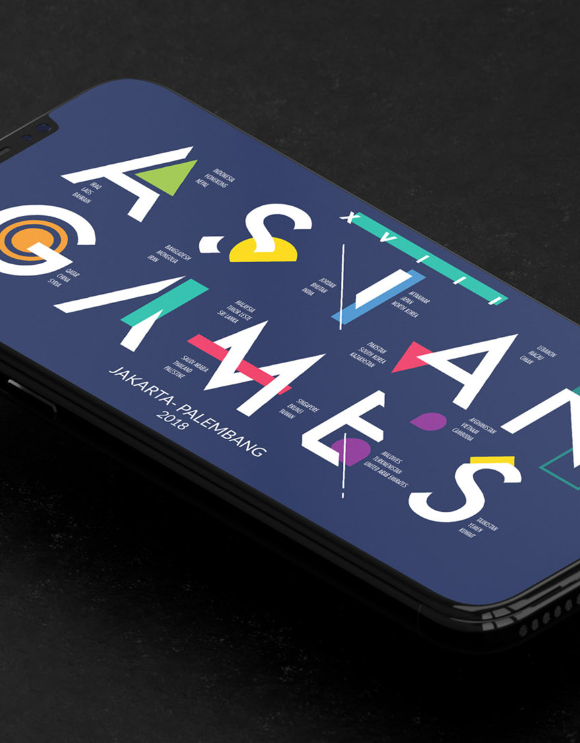 XVIII
ASIAN
INDONESIA
HONGKONG
NEPAL
IRAQ
LAOS
BAHRAIN
BANGLADESH
MONGOLIA
IRAN
JORDAN
BHUTAN
INDIA
MYANMAR
JAPAN
NORTH KOREA
PAKISTAN
SOUTH KOREA
KAZAKHSTAN
LEBANON
MACAU
OMAN
GAMES
QATAR
CHINA
SYRIA
MALAYSIA
TIMOR LESTE
SRI LANKA
SAUDI ARABIA
THAILAND
PALESTINE
SINGAPORE
BRUNEI
TAIWAN
AFGHANISTAN
VIETNAM
CAMBODIA
MALDIVES
TURKMENISTAN
UNITED ARAB EMIRATES
YEMEN
KUWAIT
JAKARTA-PALEMBANG
2018